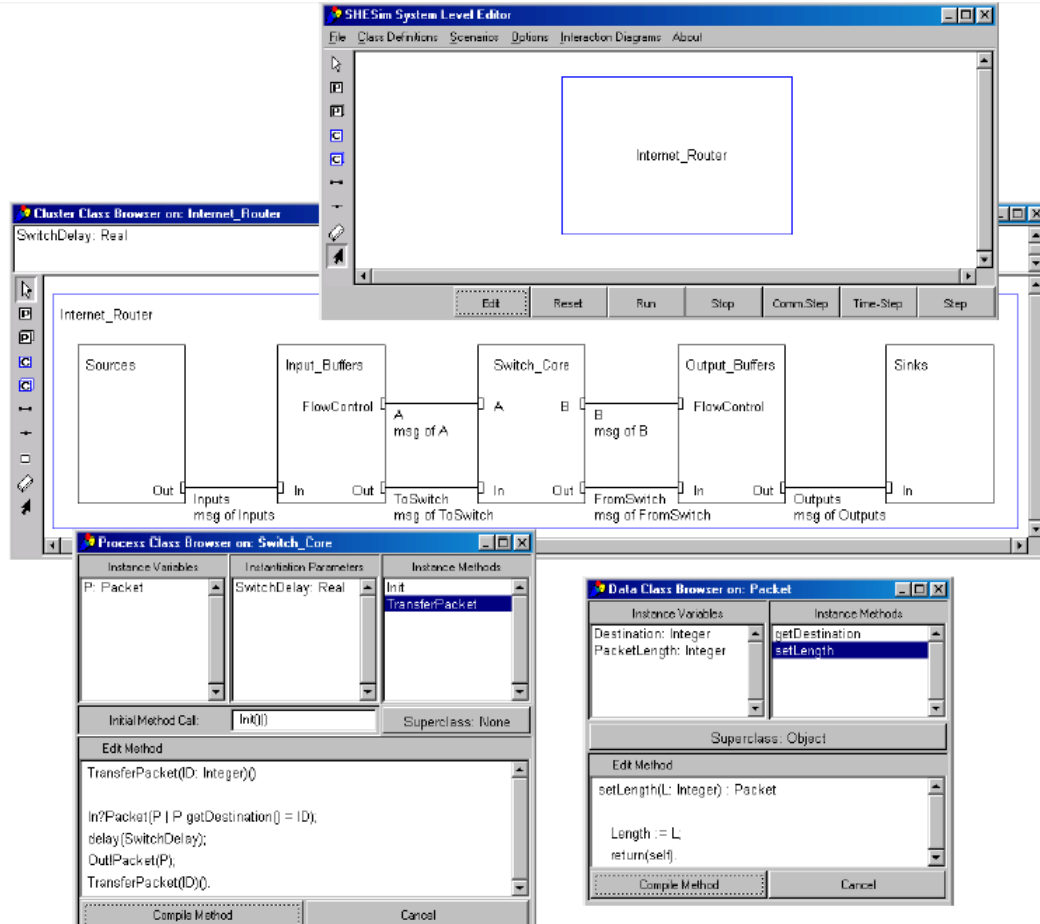 SHESim System Level Editor
File Class Definitions Scenarios Options Interaction Diagrams About
P
P
C
C
Internet_Router
Edit Reset Run Stop Comm.Step Time-Step Step
Cluster Class Browser on: Internet_Router
SwitchDelay: Real
P
P
C
C
Internet_Router
Sources Input_Buffers Switch_Core Output_Buffers Sinks
FlowControl A B FlowControl
A B
msg of A msg of B
Out In Out In Out In Out In
Inputs ToSwitch FromSwitch Outputs
msg of Inputs msg of ToSwitch msg of FromSwitch msg of Outputs
Process Class Browser on: Switch_Core
Instance Variables Instantiation Parameters Instance Methods
P: Packet SwitchDelay: Real Init
TransferPacket
Initial Method Call: Init()() Superclass: None
Edit Method
TransferPacket(ID: Integer)()
In?Packet(P | P getDestination() = ID);
delay(SwitchDelay);
Out!Packet(P);
TransferPacket(ID)().
Compile Method Cancel
Data Class Browser on: Packet
Instance Variables Instance Methods
Destination: Integer getDestination
PacketLength: Integer setLength
Superclass: Object
Edit Method
setLength(L: Integer) : Packet
Length := L;
return(self).
Compile Method Cancel